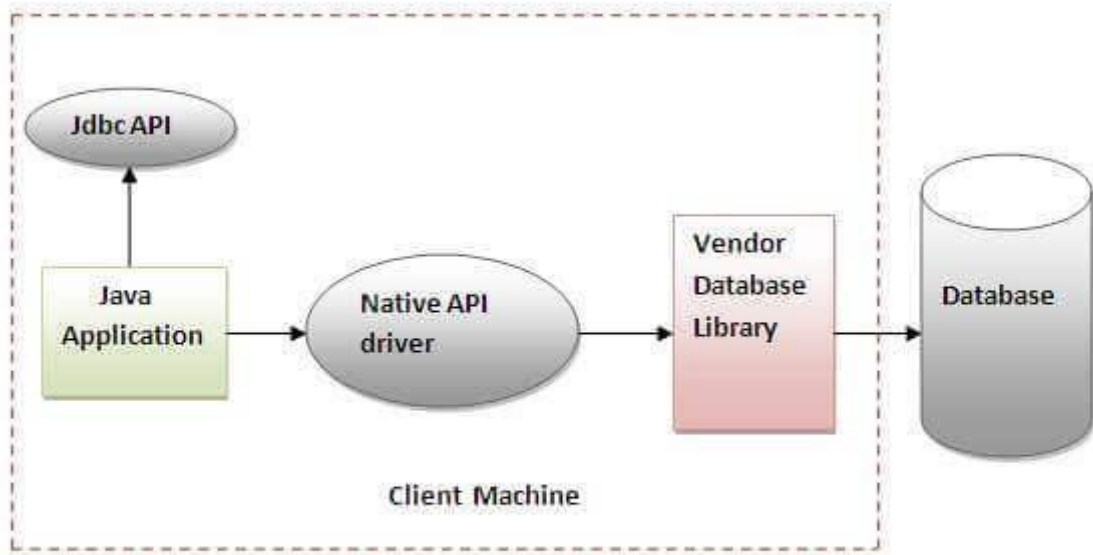 Jdbc API
Java
Application
Native API
driver
Vendor
Database
Library
Database
Client Machine